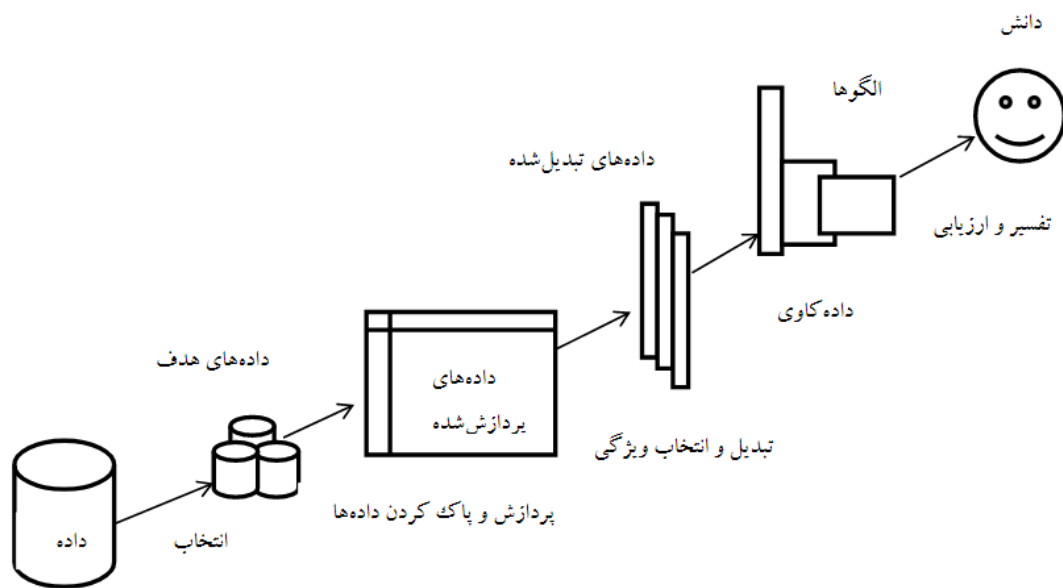 دانش
الگوها
داده‌های تبدیل‌شده
تفسیر و ارزیابی
داده‌کاوی
داده‌های هدف
داده‌های
پردازش‌شده
تبدیل و انتخاب ویژگی
پردازش و پاک کردن داده‌ها
انتخاب
داده